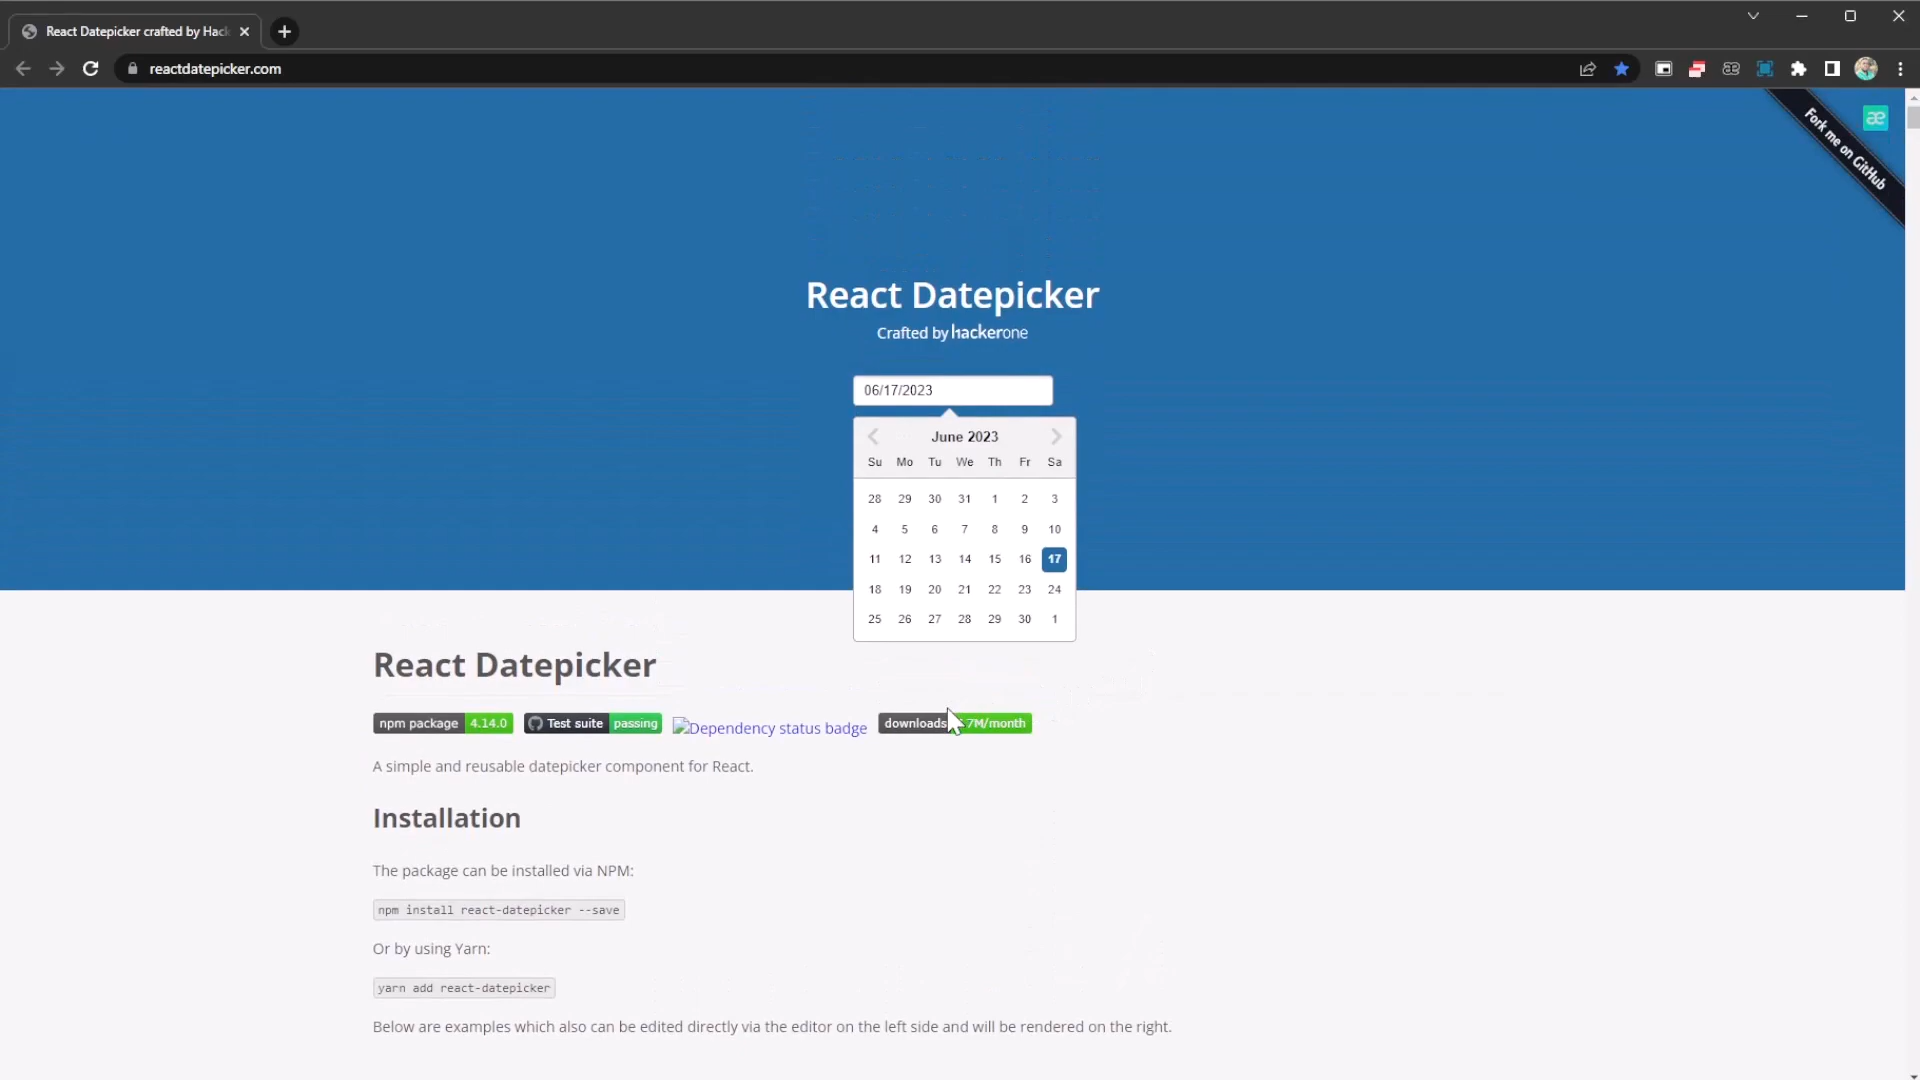 React Datepicker crafted by Hack
reactdatepicker.com
Fork me on GitHub
æ
React Datepicker
Crafted by hackerone
06/17/2023
June 2023
Su Mo Tu We Th Fr Sa
28 29 30 31 1 2 3
4 5 6 7 8 9 10
11 12 13 14 15 16 17
18 19 20 21 22 23 24
25 26 27 28 29 30 1
React Datepicker
npm package 4.14.0 Test suite passing Dependency status badge downloads 7M/month
A simple and reusable datepicker component for React.
Installation
The package can be installed via NPM:
npm install react-datepicker --save
Or by using Yarn:
yarn add react-datepicker
Below are examples which also can be edited directly via the editor on the left side and will be rendered on the right.